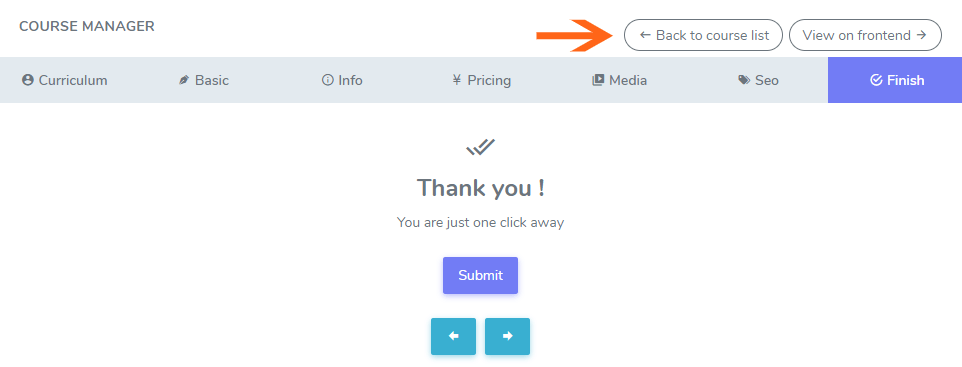 COURSE MANAGER
← Back to course list
View on frontend →
Curriculum
Basic
Info
¥ Pricing
Media
Seo
Finish
Thank you !
You are just one click away
Submit